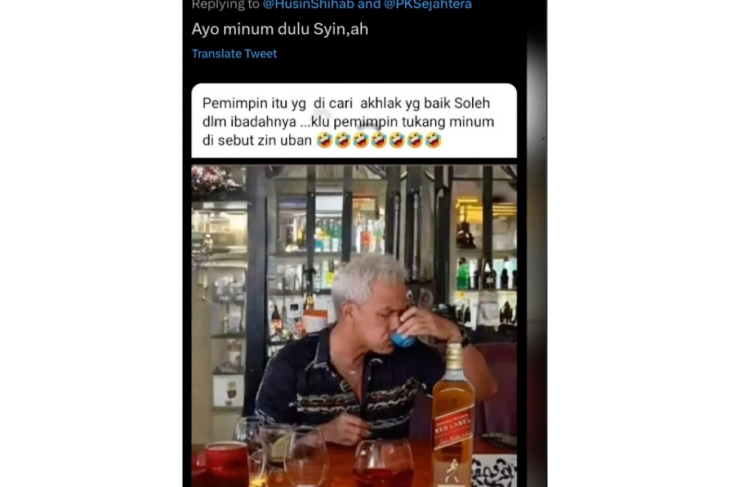 Replying to @HusinShihab and @PKSejahtera
Ayo minum dulu Syin,ah
Translate Tweet
Pemimpin itu yg di cari akhlak yg baik Soleh
dlm ibadahnya ...klu pemimpin tukang minum
di sebut zin uban 🤣🤣🤣🤣🤣🤣🤣
RED LABEL